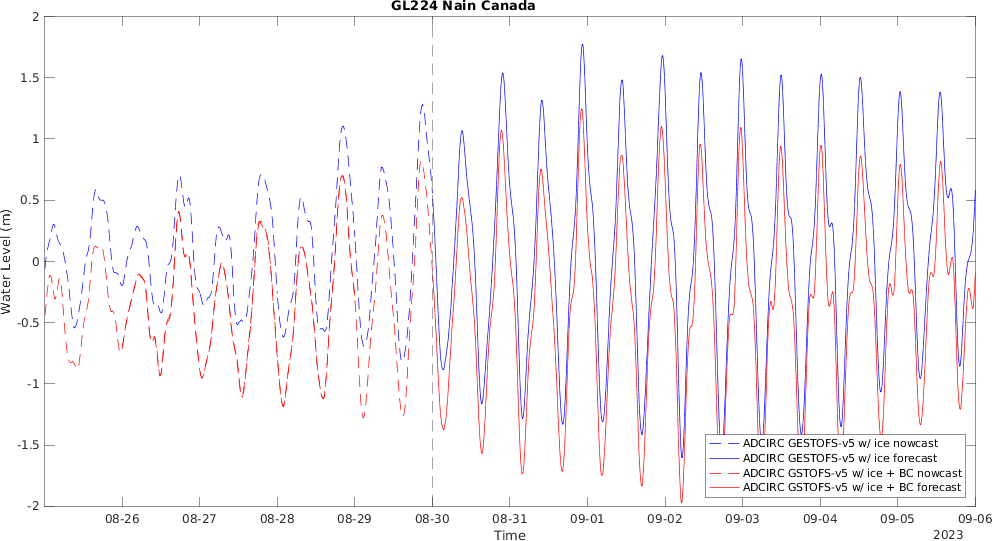 GL224 Nain Canada
2
1.5
1
0.5
0
-0.5
-1
-1.5
-2
Water Level (m)
ADCIRC GESTOFS-v5 w/ ice nowcast
ADCIRC GESTOFS-v5 w/ ice forecast
ADCIRC GSTOFS-v5 w/ ice + BC nowcast
ADCIRC GSTOFS-v5 w/ ice + BC forecast
08-26 08-27 08-28 08-29 08-30 08-31 09-01 09-02 09-03 09-04 09-05 09-06
Time
2023